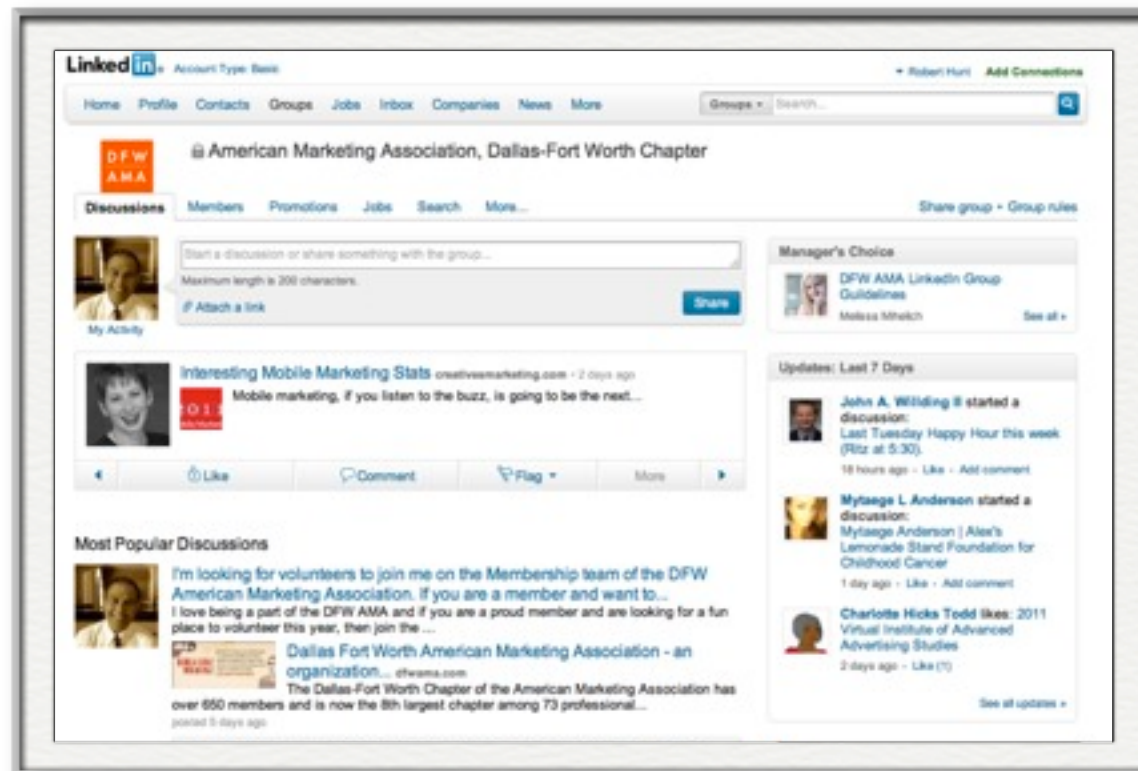 Linked in Account Type: Basic
Robert Hunt Add Connections
Home Profile Contacts Groups Jobs Inbox Companies News More
Groups Search...
DFW
AMA
American Marketing Association, Dallas-Fort Worth Chapter
Discussions Members Promotions Jobs Search More...
Share group · Group rules
Start a discussion or share something with the group...
Maximum length is 200 characters.
Attach a link
Share
My Activity
Interesting Mobile Marketing Stats creativesmarketing.com · 2 days ago
2011
Mobile marketing, if you listen to the buzz, is going to be the next...
Like Comment Flag More
Most Popular Discussions
I'm looking for volunteers to join me on the Membership team of the DFW
American Marketing Association. If you are a member and want to...
I love being a part of the DFW AMA and if you are a proud member and are looking for a fun
place to volunteer this year, then join the ...
Dallas Fort Worth American Marketing Association - an
organization... dfwama.com
The Dallas-Fort Worth Chapter of the American Marketing Association has
over 650 members and is now the 8th largest chapter among 73 professional...
posted 5 days ago
Manager's Choice
DFW AMA LinkedIn Group
Guildelines
Melissa
See all »
Updates: Last 7 Days
John A. Willding II started a
discussion:
Last Tuesday Happy Hour this week
(Ritz at 5:30).
18 hours ago · Like · Add comment
Mytaege L Anderson started a
discussion:
Mytaege Anderson | Alex's
Lemonade Stand Foundation for
Childhood Cancer
1 day ago · Like · Add comment
Charlotte Hicks Todd likes: 2011
Virtual Institute of Advanced
Advertising Studies
2 days ago · Like (1)
See all updates »